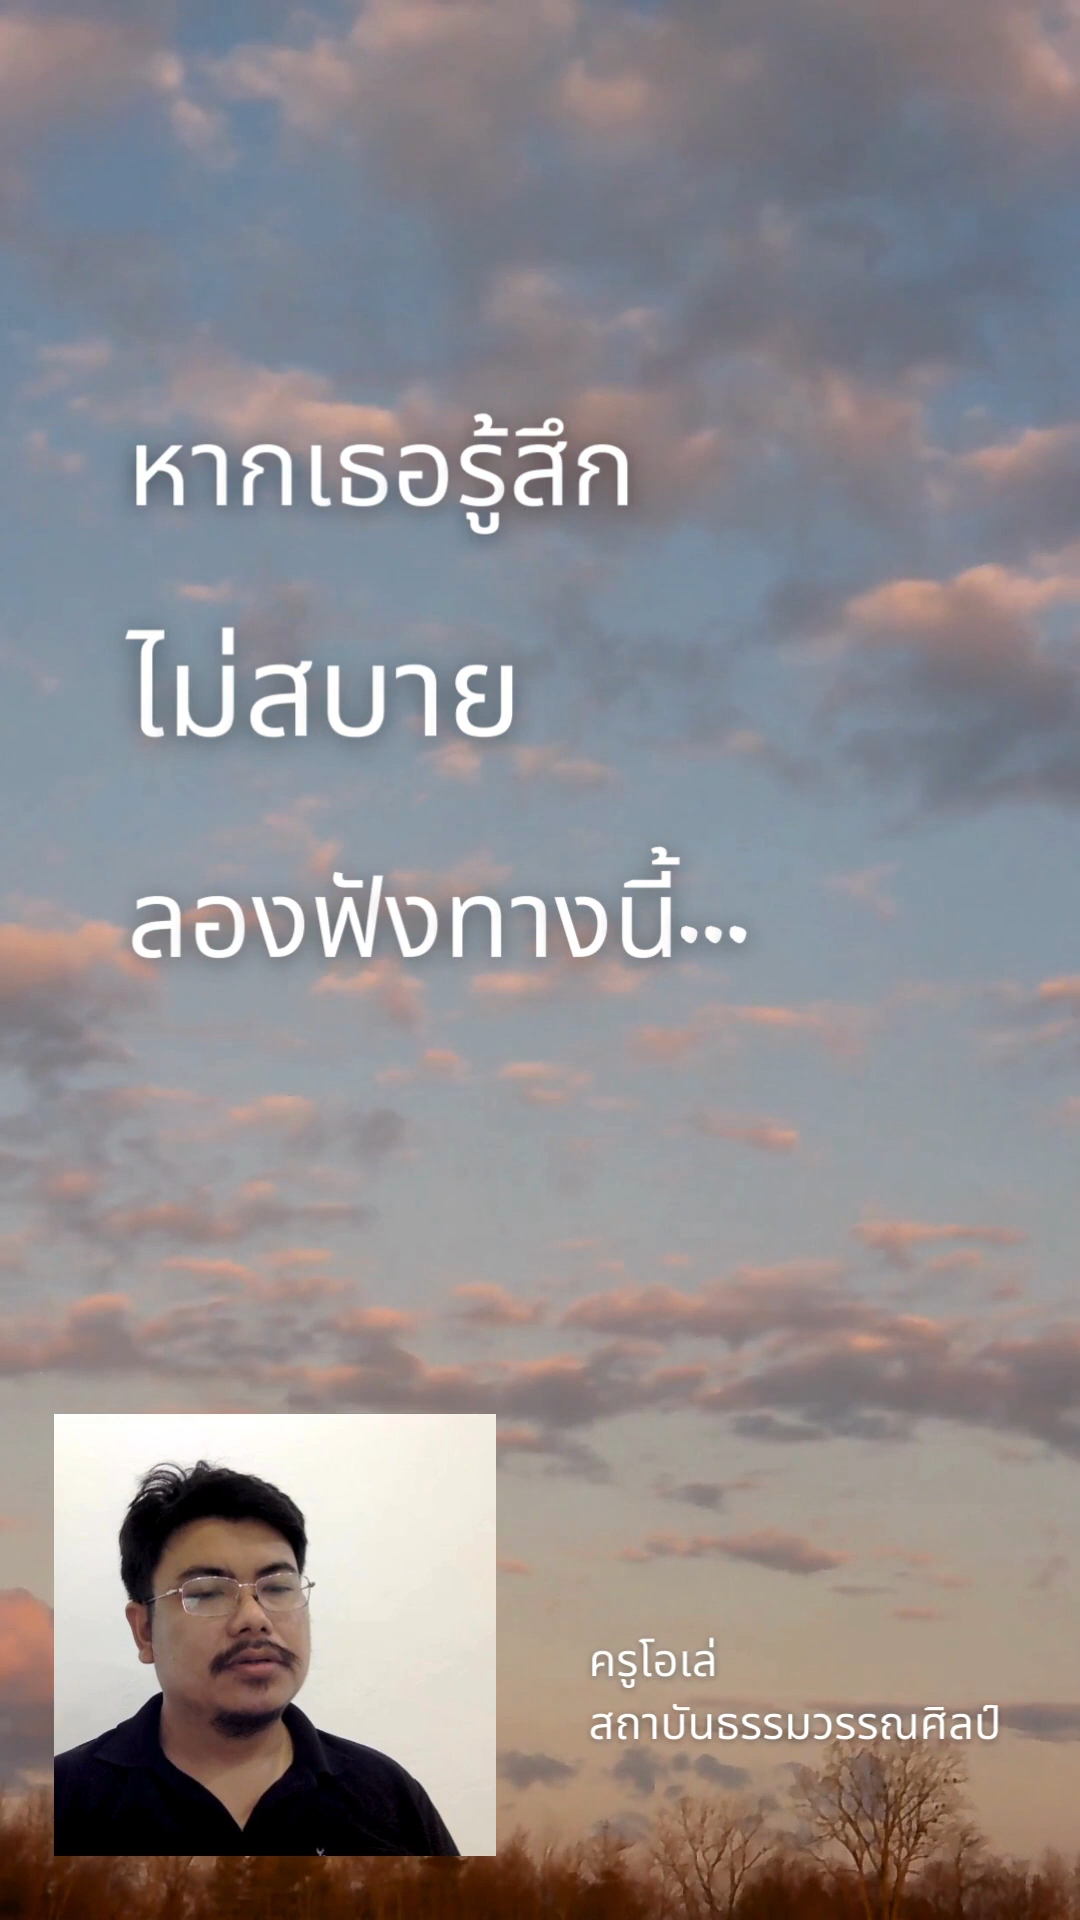 หากเธอรู้สึก
ไม่สบาย
ลองฟังทางนี้...
ครูโอเล่
สถาบันธรรมวรรณศิลป์